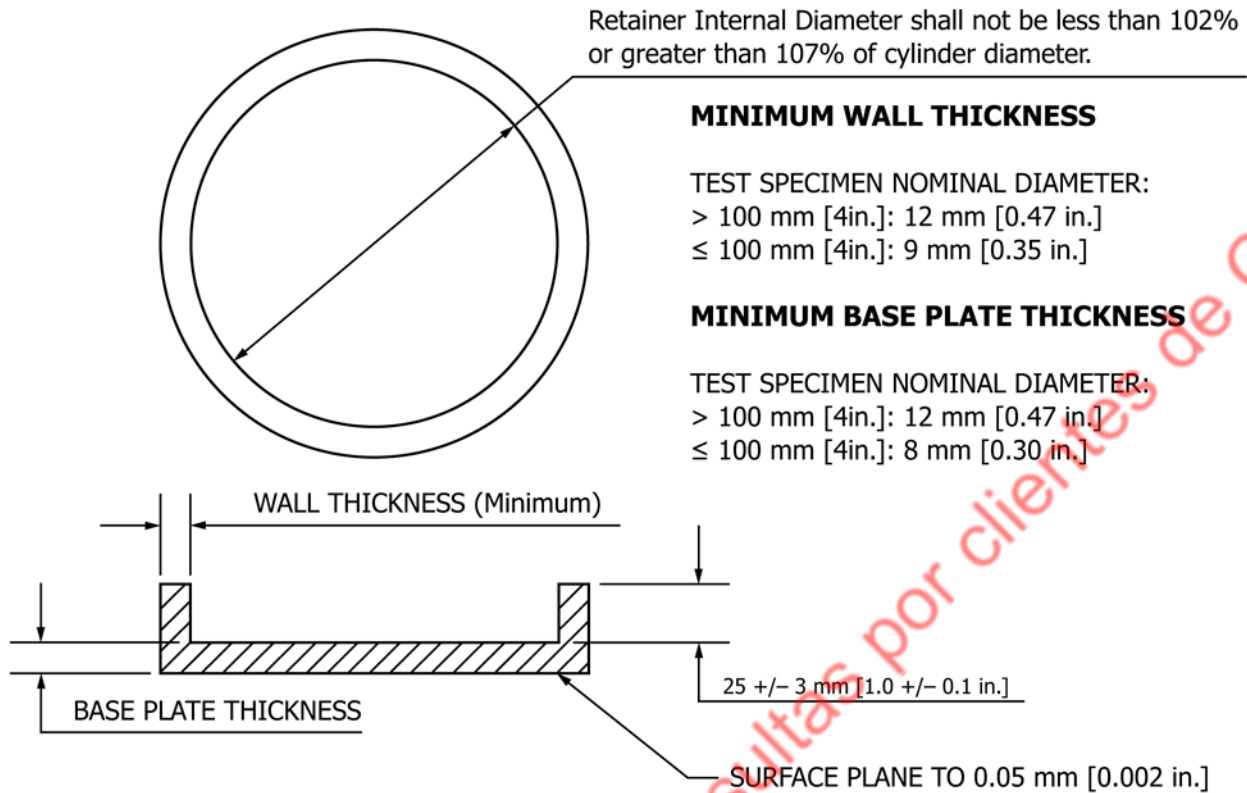 Retainer Internal Diameter shall not be less than 102%
or greater than 107% of cylinder diameter.
MINIMUM WALL THICKNESS
TEST SPECIMEN NOMINAL DIAMETER:
> 100 mm [4in.]: 12 mm [0.47 in.]
≤ 100 mm [4in.]: 9 mm [0.35 in.]
MINIMUM BASE PLATE THICKNESS
TEST SPECIMEN NOMINAL DIAMETER:
> 100 mm [4in.]: 12 mm [0.47 in.]
≤ 100 mm [4in.]: 8 mm [0.30 in.]
WALL THICKNESS (Minimum)
25 +/– 3 mm [1.0 +/– 0.1 in.]
BASE PLATE THICKNESS
SURFACE PLANE TO 0.05 mm [0.002 in.]
por clientes de